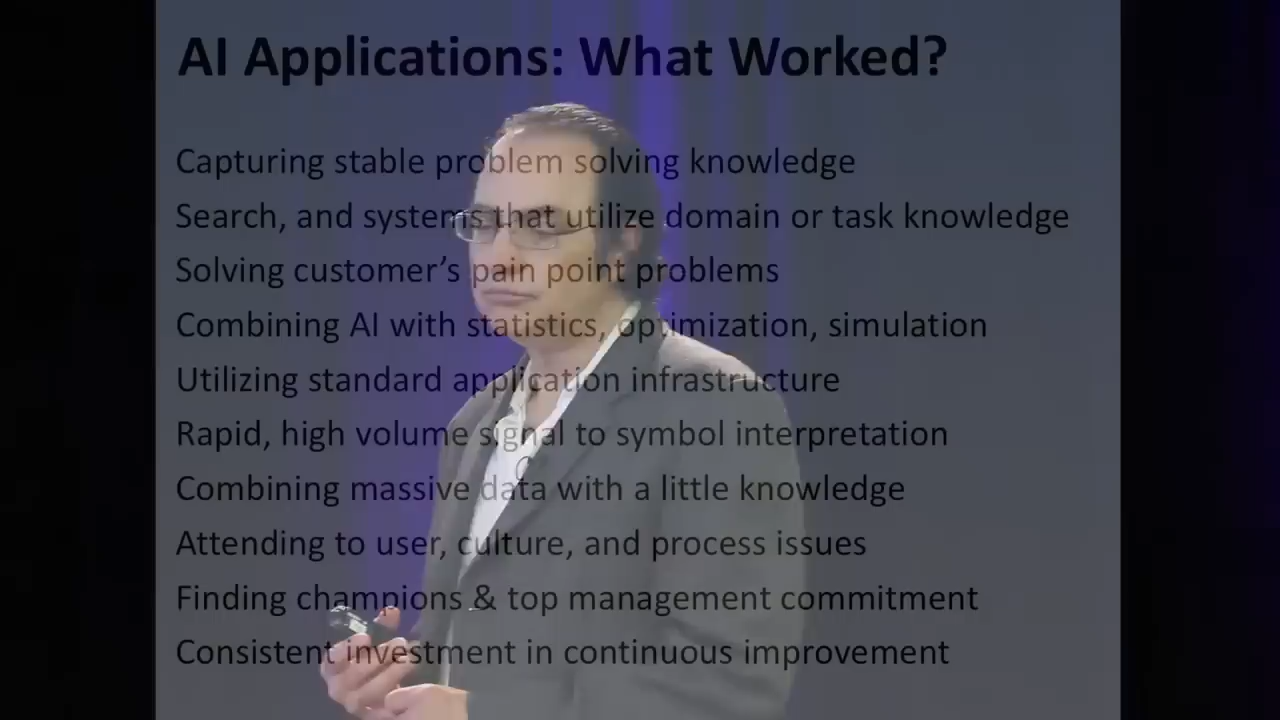 AI Applications: What Worked?
Capturing stable problem solving knowledge
Search, and systems that utilize domain or task knowledge
Solving customer’s pain point problems
Combining AI with statistics, optimization, simulation
Utilizing standard application infrastructure
Rapid, high volume signal to symbol interpretation
Combining massive data with a little knowledge
Attending to user, culture, and process issues
Finding champions & top management commitment
Consistent investment in continuous improvement